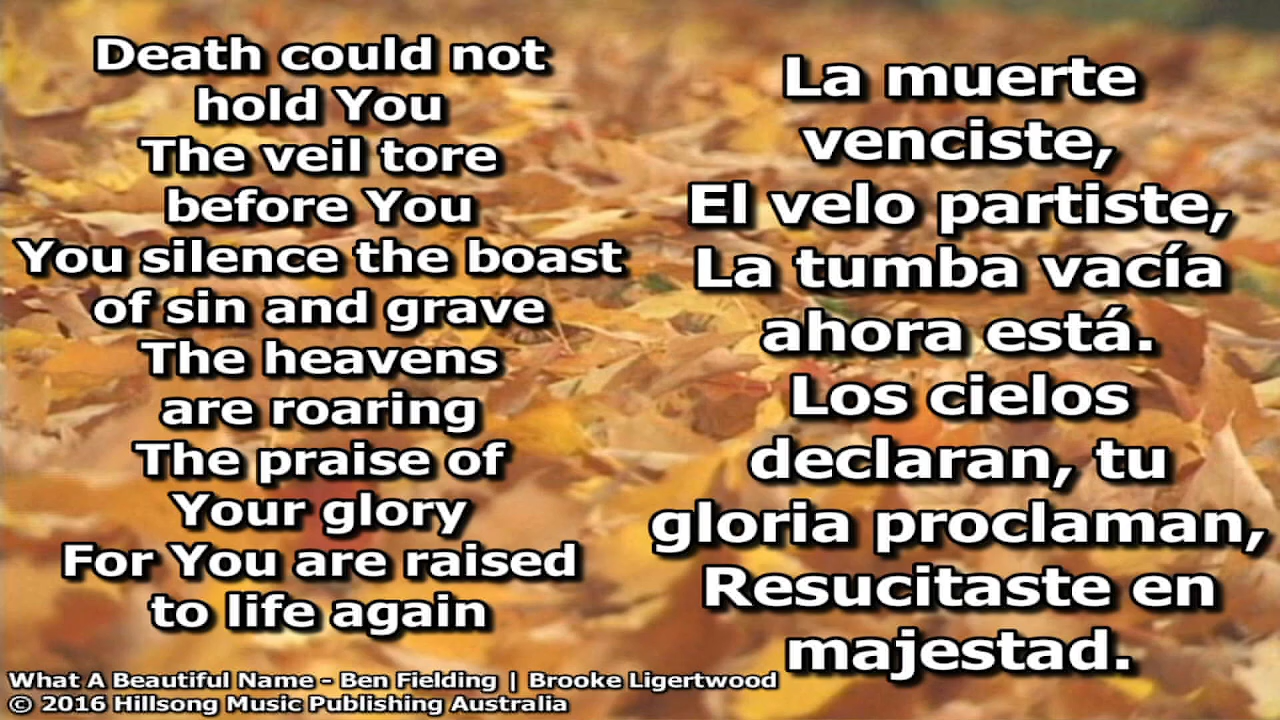 Death could not
hold You
The veil tore
before You
You silence the boast
of sin and grave
The heavens
are roaring
The praise of
Your glory
For You are raised
to life again
La muerte
venciste,
El velo partiste,
La tumba vacía
ahora está.
Los cielos
declaran, tu
gloria proclaman,
Resucitaste en
majestad.
What A Beautiful Name - Ben Fielding | Brooke Ligertwood
© 2016 Hillsong Music Publishing Australia